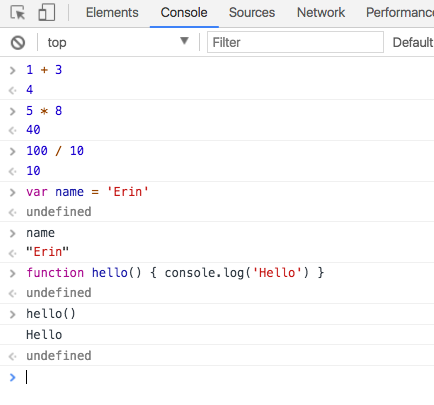 Elements Console Sources Network Performance
top Filter Default
1 + 3
4
5 * 8
40
100 / 10
10
var name = 'Erin'
undefined
name
"Erin"
function hello() { console.log('Hello') }
undefined
hello()
Hello
undefined